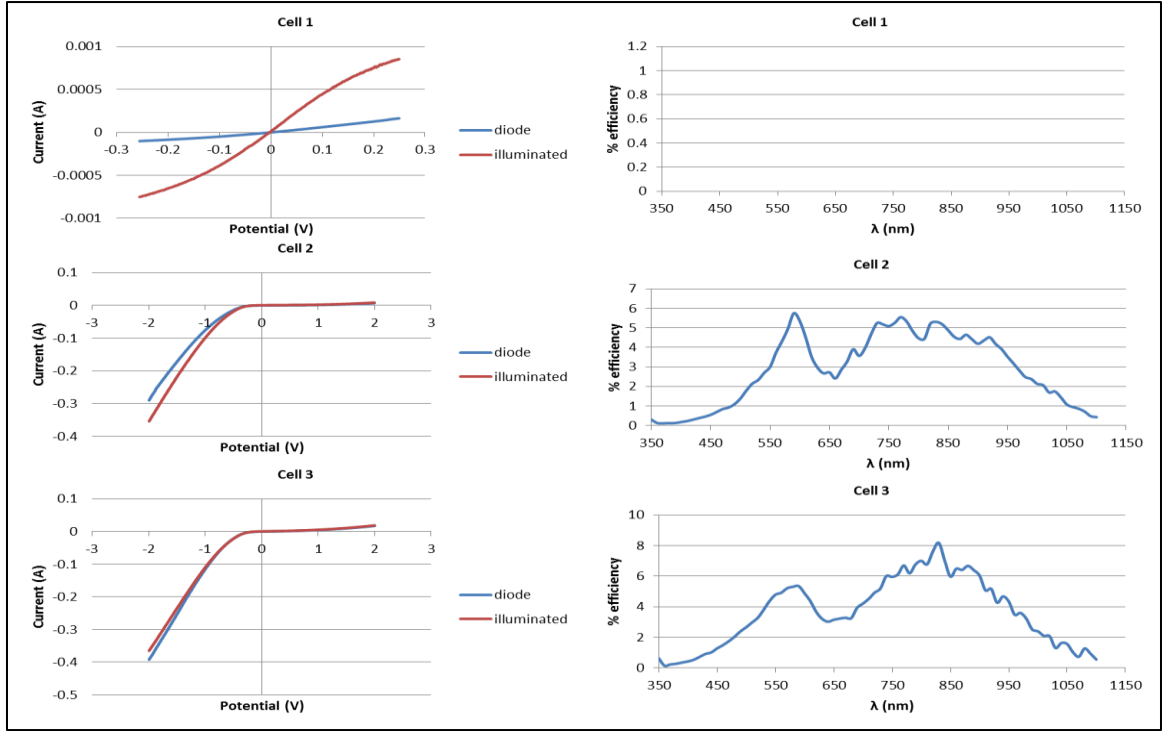 Cell 1
0.001
0.0005
0
-0.0005
-0.001
-0.3 -0.2 -0.1 0 0.1 0.2 0.3
Current (A)
Potential (V)
diode
illuminated
Cell 1
1.2
1
0.8
0.6
0.4
0.2
0
350 450 550 650 750 850 950 1050 1150
% efficiency
λ (nm)
Cell 2
0.1
0
-0.1
-0.2
-0.3
-0.4
-3 -2 -1 0 1 2 3
Current (A)
Potential (V)
diode
illuminated
Cell 2
7
6
5
4
3
2
1
0
350 450 550 650 750 850 950 1050 1150
% efficiency
λ (nm)
Cell 3
0.1
0
-0.1
-0.2
-0.3
-0.4
-0.5
-3 -2 -1 0 1 2 3
Current (A)
Potential (V)
diode
illuminated
Cell 3
10
8
6
4
2
0
350 450 550 650 750 850 950 1050 1150
% efficiency
λ (nm)